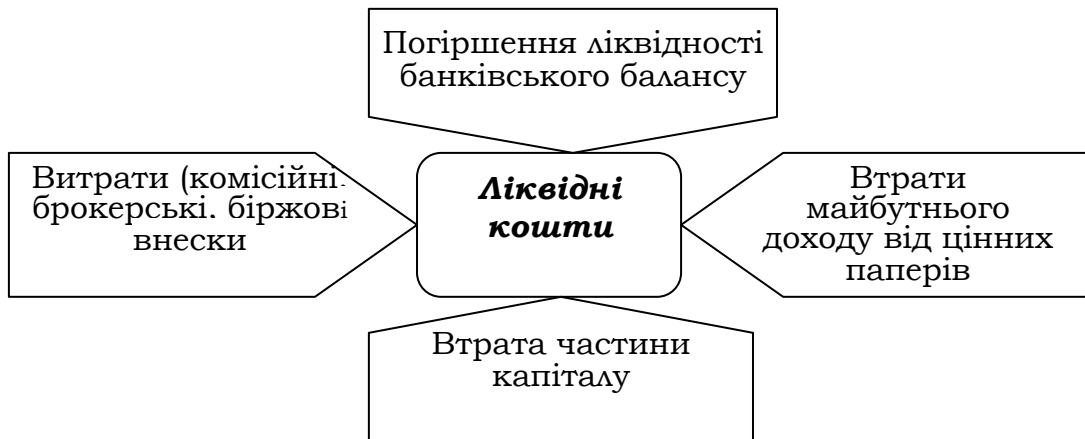 Погіршення ліквідності
банківського балансу
Витрати (комісійні.
брокерські. біржові
внески
Ліквідні
кошти
Втрати
майбутнього
доходу від цінних
паперів
Втрата частини
капіталу